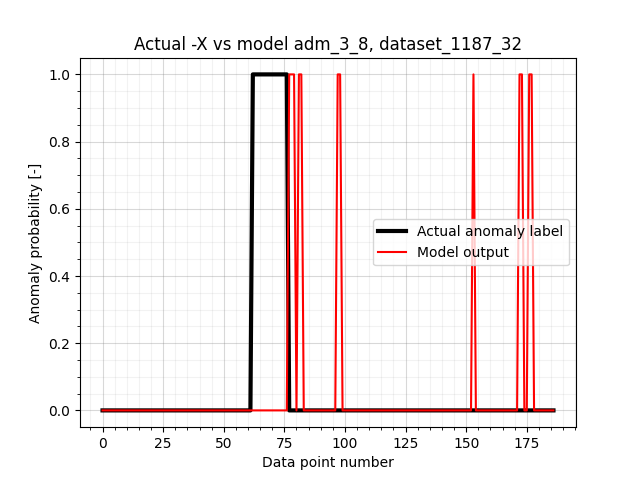 Actual -X vs model adm_3_8, dataset_1187_32
Anomaly probability [-]
1.0
0.8
0.6
0.4
0.2
0.0
Actual anomaly label
Model output
0 25 50 75 100 125 150 175
Data point number